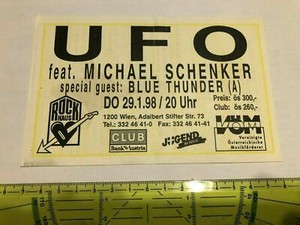 UFO
feat. MICHAEL SCHENKER
special guest: BLUE THUNDER (A)
DO 29.1.98 / 20 Uhr
Preis: ös 300,-
Club: ös 260,-
ROCK
HAUS
1200 Wien, Adalbert Stifter Str. 73
Tel.: 332 46 41-0 Fax: 332 46 41-41
CLUB
Bank Austria
JUGEND
VÖM
Vereinigte
Österreichische
Musikförderer